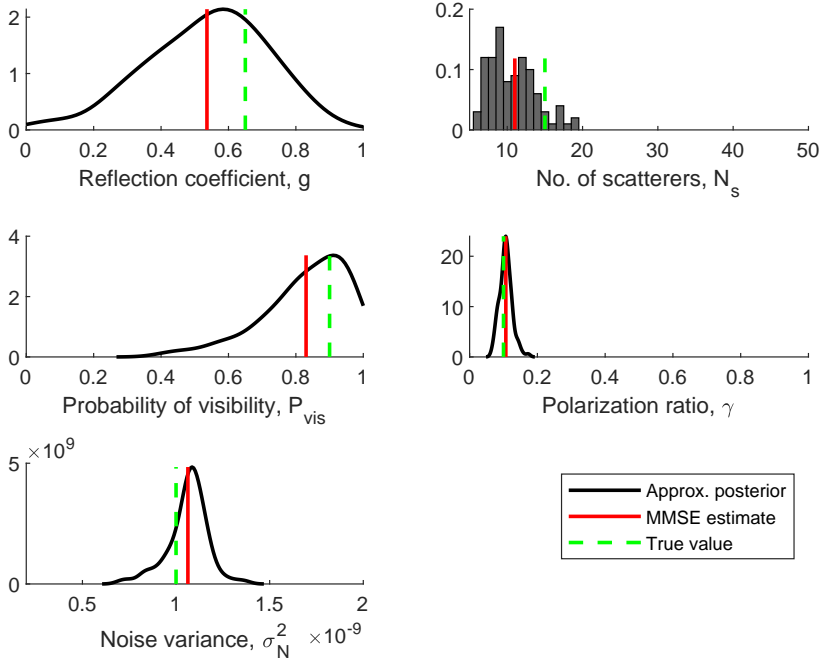 2
1
0
0 0.2 0.4 0.6 0.8 1
Reflection coefficient, g
0.2
0.1
0
10 20 30 40 50
No. of scatterers, N_s
4
2
0
0 0.2 0.4 0.6 0.8 1
Probability of visibility, P_vis
20
10
0
0 0.2 0.4 0.6 0.8 1
Polarization ratio, γ
×10^9
5
0
0.5 1 1.5 2
Noise variance, σ_N^2 ×10^-9
Approx. posterior
MMSE estimate
True value